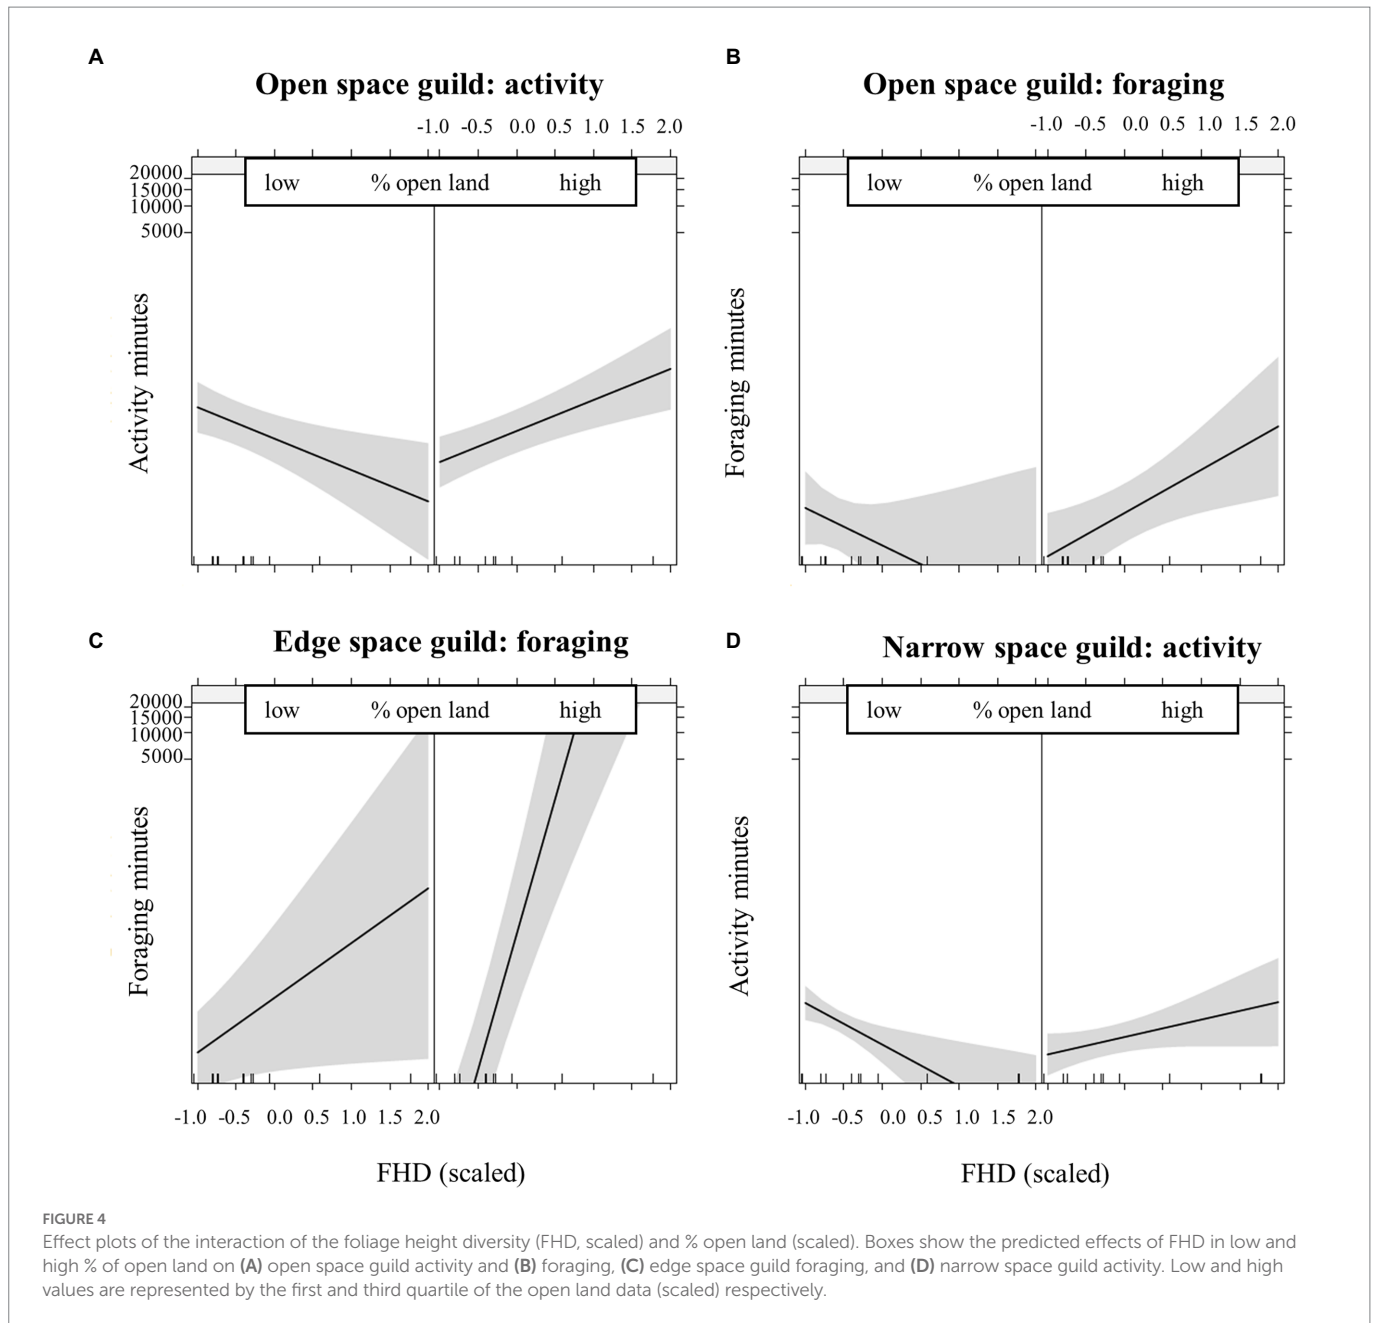 A
B
Open space guild: activity
Open space guild: foraging
-1.0 -0.5 0.0 0.5 1.0 1.5 2.0
-1.0 -0.5 0.0 0.5 1.0 1.5 2.0
low % open land high
low % open land high
20000
15000
10000
5000
Activity minutes
Foraging minutes
C
D
Edge space guild: foraging
Narrow space guild: activity
low % open land high
low % open land high
20000
15000
10000
5000
Foraging minutes
Activity minutes
-1.0 -0.5 0.0 0.5 1.0 1.5 2.0
-1.0 -0.5 0.0 0.5 1.0 1.5 2.0
FHD (scaled)
FHD (scaled)
FIGURE 4
Effect plots of the interaction of the foliage height diversity (FHD, scaled) and % open land (scaled). Boxes show the predicted effects of FHD in low and
high % of open land on (A) open space guild activity and (B) foraging, (C) edge space guild foraging, and (D) narrow space guild activity. Low and high
values are represented by the first and third quartile of the open land data (scaled) respectively.